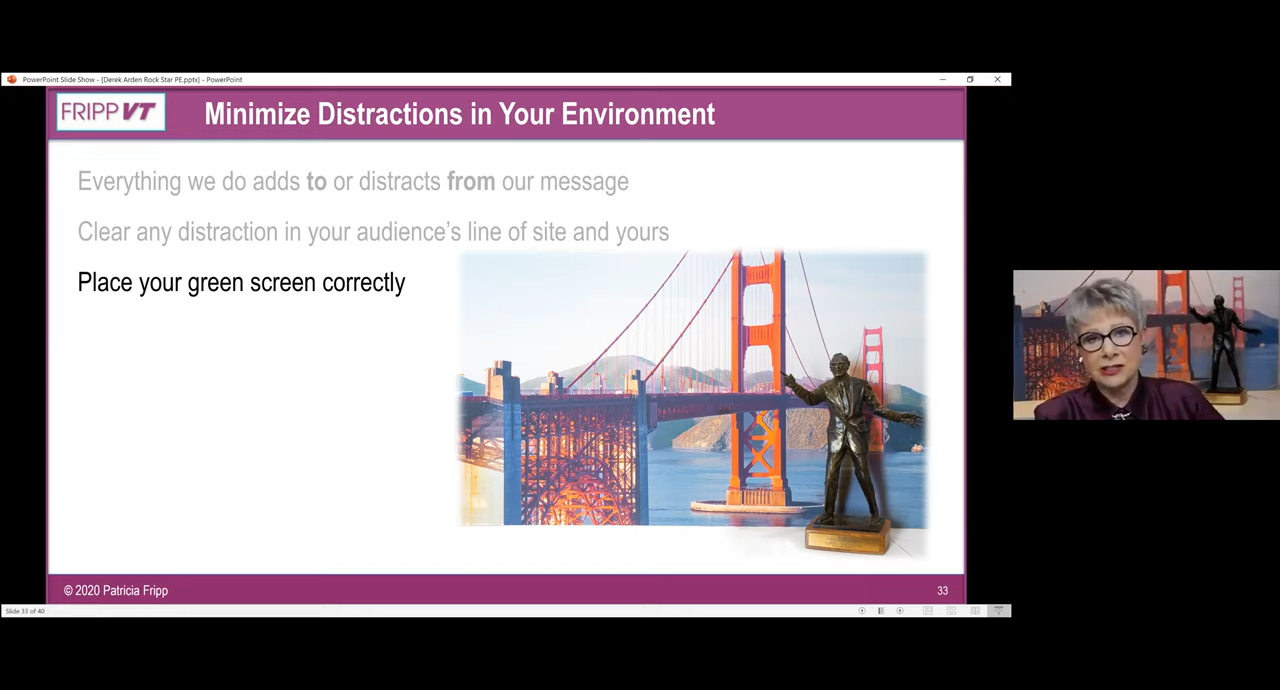 PowerPoint Slide Show - [Derek Arden Rock Star PE.pptx] - PowerPoint
FRIPP VT
Minimize Distractions in Your Environment
Everything we do adds to or distracts from our message
Clear any distraction in your audience’s line of site and yours
Place your green screen correctly
© 2020 Patricia Fripp
33
Slide 33 of 40